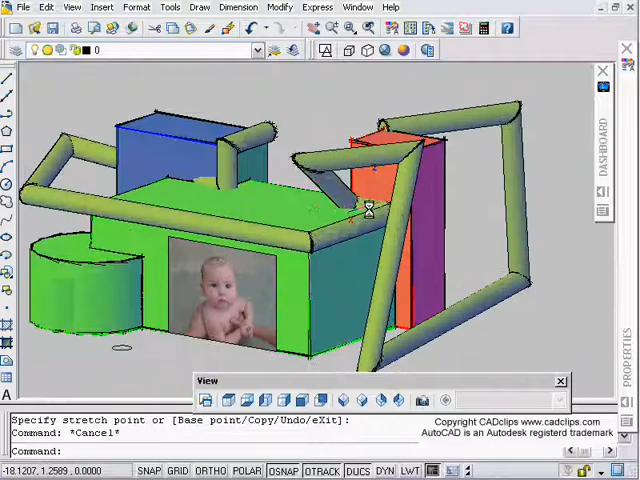 File Edit View Insert Format Tools Draw Dimension Modify Express Window Help
0
DASHBOARD
PROPERTIES
View
Specify stretch point or [Base point/Copy/Undo/eXit]:
Command: *Cancel*
Command:
Copyright CADclips www.cadclips.com
AutoCAD is an Autodesk registerd trademark
-18.1207, 1.2589 , 0.0000 SNAP GRID ORTHO POLAR OSNAP OTRACK DUCS DYN LWT